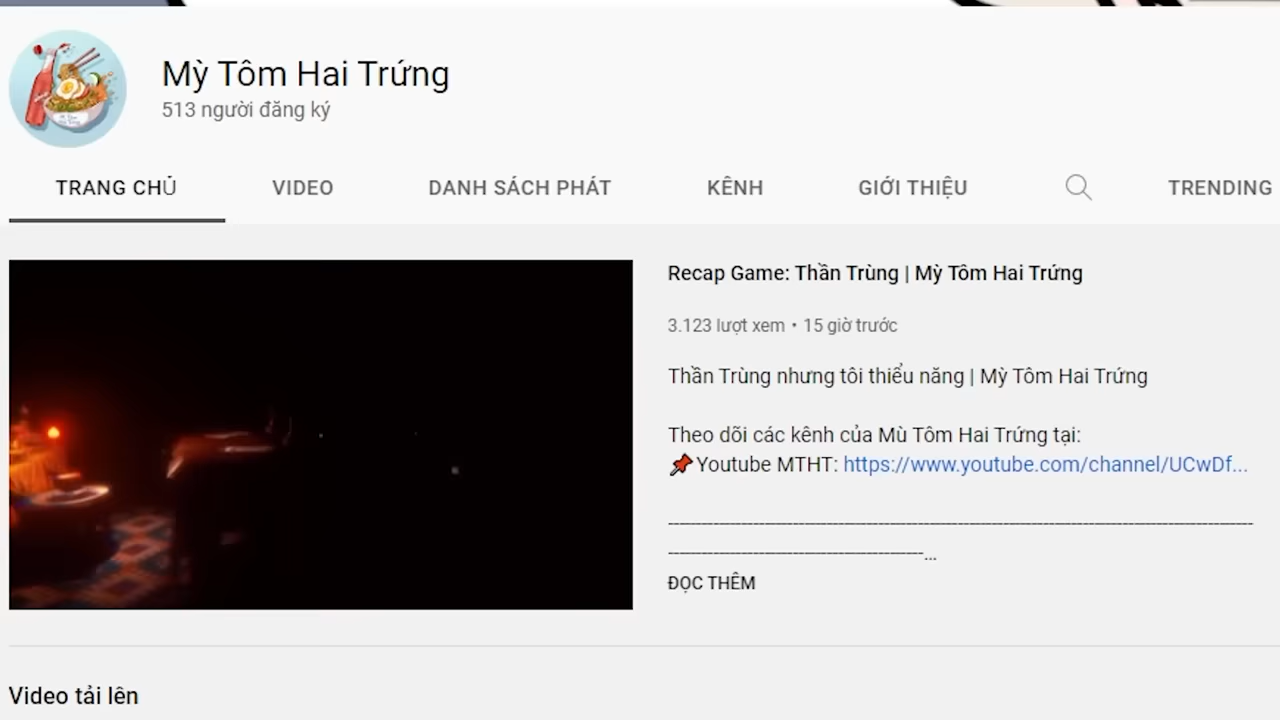 Mỳ Tôm Hai Trứng
513 người đăng ký
TRANG CHỦ VIDEO DANH SÁCH PHÁT KÊNH GIỚI THIỆU TRENDING
Recap Game: Thần Trùng | Mỳ Tôm Hai Trứng
3.123 lượt xem • 15 giờ trước
Thần Trùng nhưng tôi thiểu năng | Mỳ Tôm Hai Trứng
Theo dõi các kênh của Mù Tôm Hai Trứng tại:
📌Youtube MTHT: https://www.youtube.com/channel/UCwDf...
---------------------------------------------------------------------------------------------------
-------------------------------------------...
ĐỌC THÊM
Video tải lên